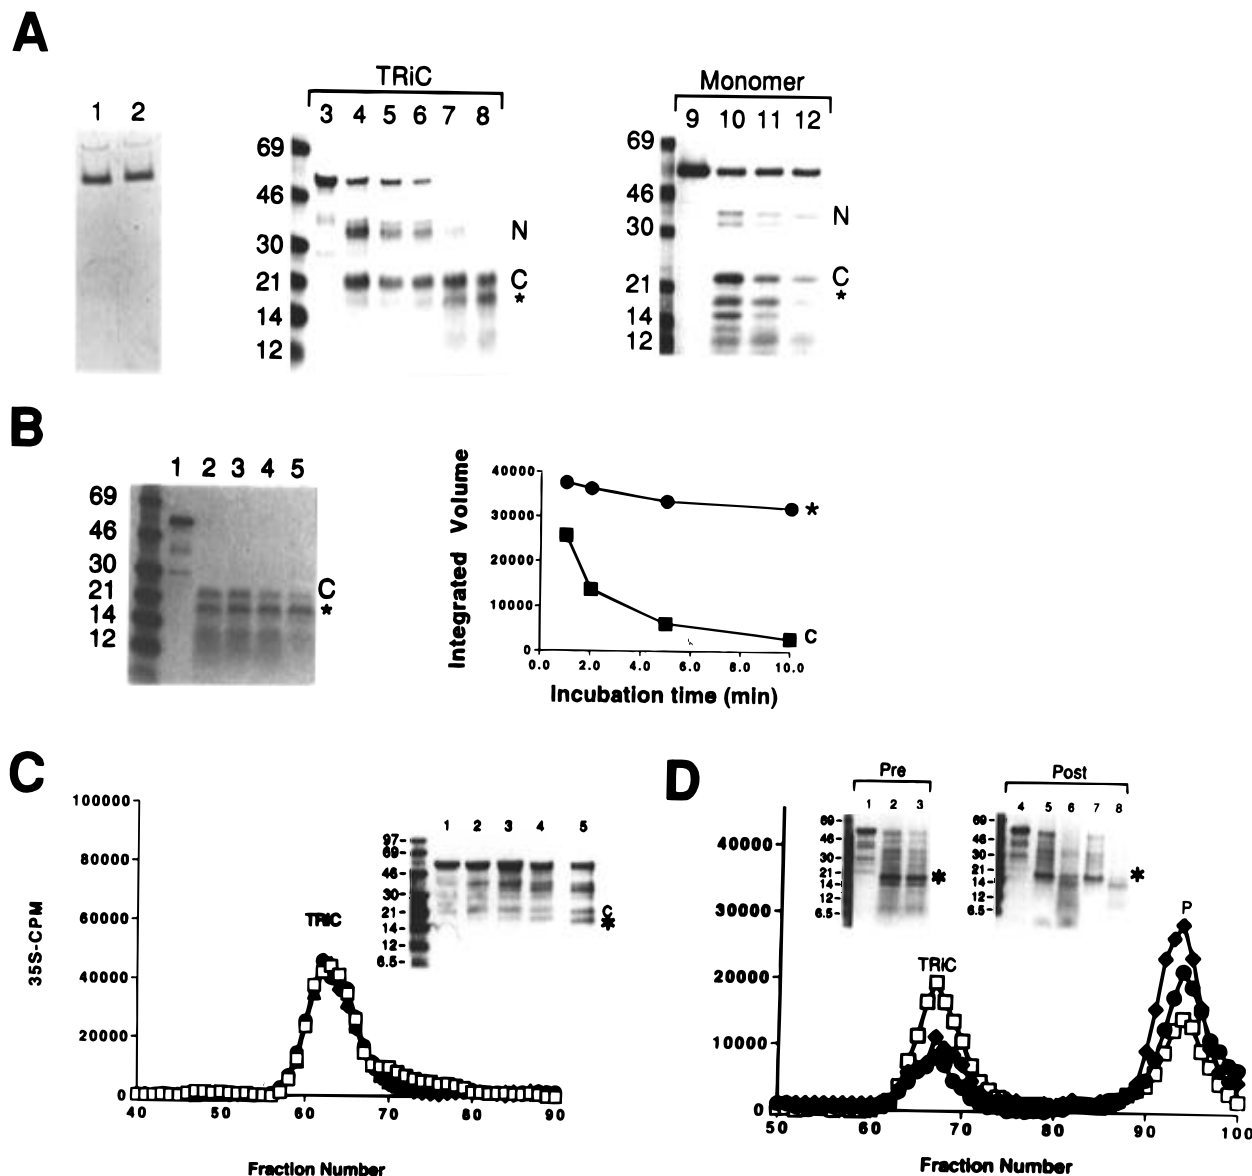 A
1 2
TRiC
3 4 5 6 7 8
69
46
30
21
14
12
N
C
*
Monomer
9 10 11 12
69
46
30
21
14
12
N
C
*
B
1 2 3 4 5
69
46
30
21
14
12
C
*
Integrated Volume
40000
30000
20000
10000
0
0.0 2.0 4.0 6.0 8.0 10.0
Incubation time (min)
*
C
C
35S-CPM
100000
80000
60000
40000
20000
0
40 50 60 70 80 90
Fraction Number
TRiC
1 2 3 4 5
97-
69-
46-
30-
21-
14-
12-
6.5-
C
*
D
40000
30000
20000
10000
0
50 60 70 80 90 100
Fraction Number
TRiC
P
Pre
1 2 3
69-
46-
30-
21-
14-
12-
6.5-
*
Post
4 5 6 7 8
69-
46-
30-
21-
14-
12-
6.5-
*